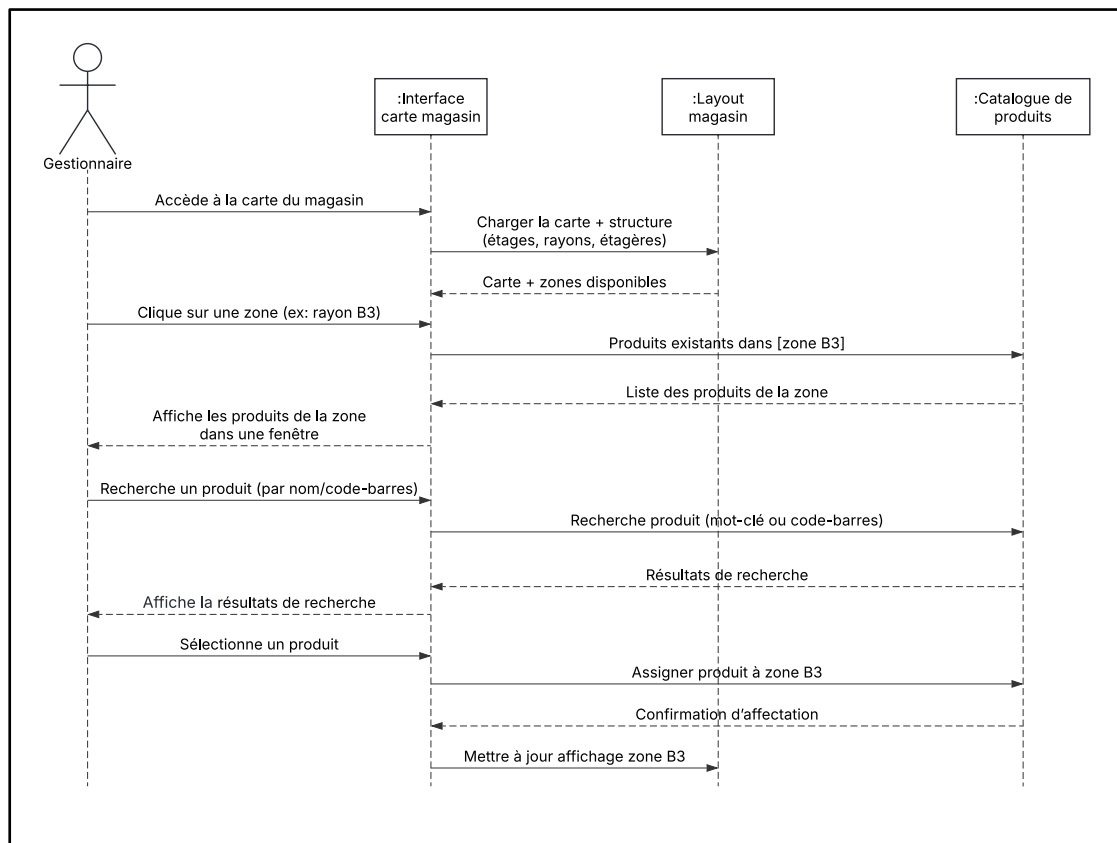 :Interface
carte magasin
:Layout
magasin
:Catalogue de
produits
Gestionnaire
Accède à la carte du magasin
Charger la carte + structure
(étages, rayons, étagères)
Carte + zones disponibles
Clique sur une zone (ex: rayon B3)
Produits existants dans [zone B3]
Liste des produits de la zone
Affiche les produits de la zone
dans une fenêtre
Recherche un produit (par nom/code-barres)
Recherche produit (mot-clé ou code-barres)
Résultats de recherche
Affiche la résultats de recherche
Sélectionne un produit
Assigner produit à zone B3
Confirmation d'affectation
Mettre à jour affichage zone B3